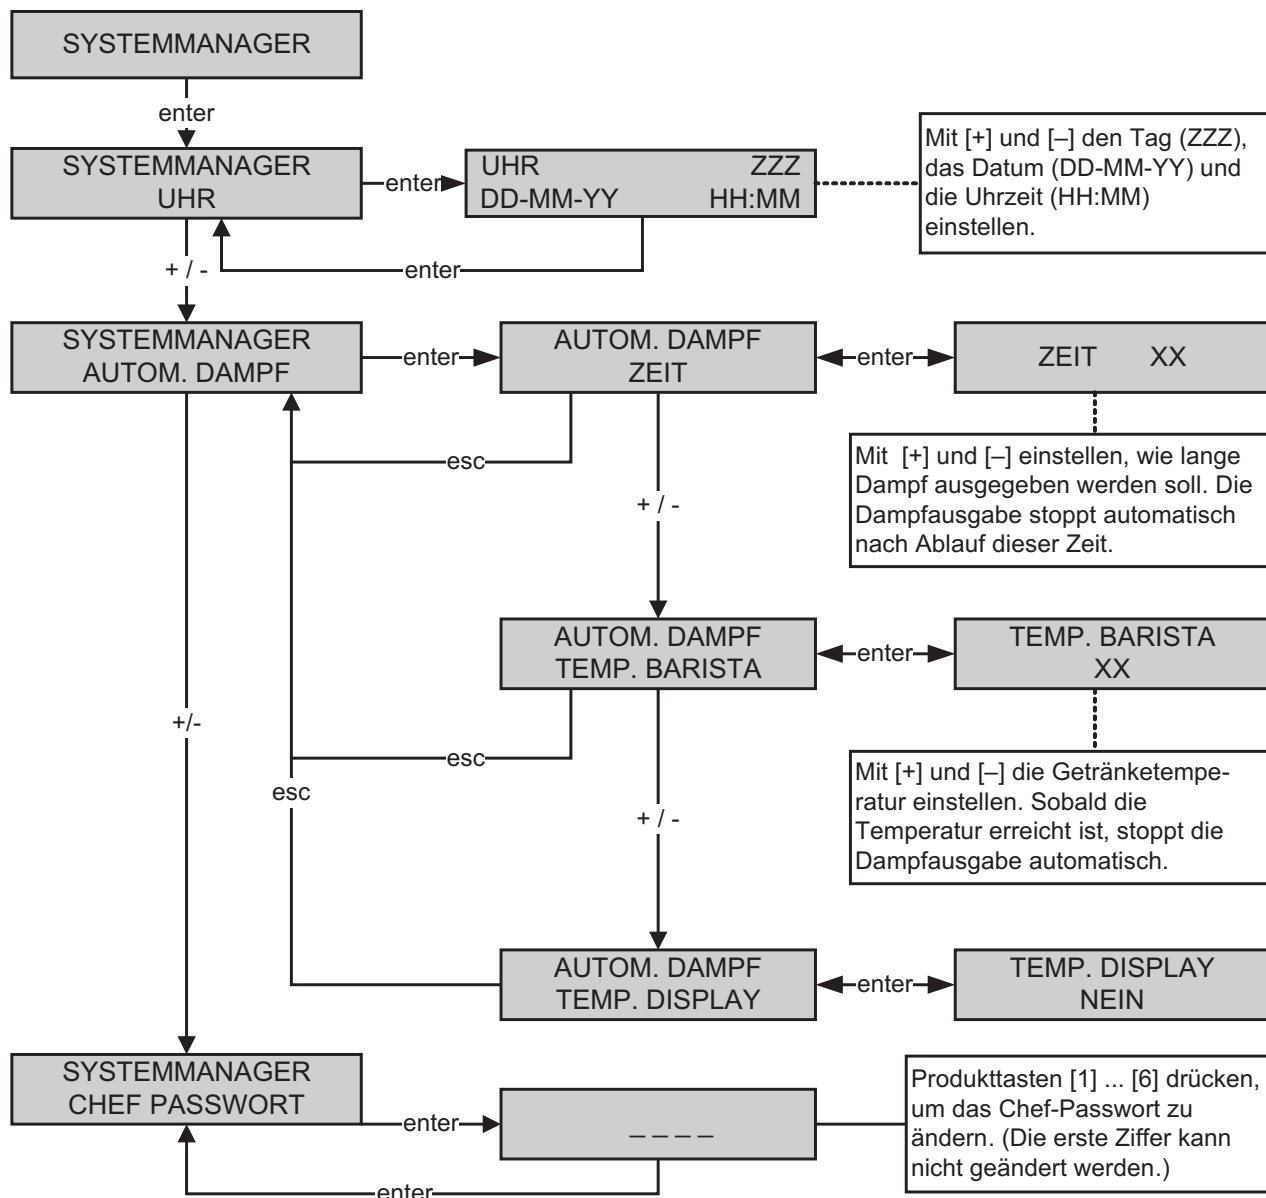 SYSTEMMANAGER
enter
SYSTEMMANAGER
UHR
enter
UHR ZZZ
DD-MM-YY HH:MM
Mit [+] und [–] den Tag (ZZZ),
das Datum (DD-MM-YY) und
die Uhrzeit (HH:MM)
einstellen.
enter
+ / -
SYSTEMMANAGER
AUTOM. DAMPF
enter
AUTOM. DAMPF
ZEIT
enter
ZEIT XX
Mit [+] und [–] einstellen, wie lange
Dampf ausgegeben werden soll. Die
Dampfausgabe stoppt automatisch
nach Ablauf dieser Zeit.
esc
+ / -
AUTOM. DAMPF
TEMP. BARISTA
enter
TEMP. BARISTA
XX
+/-
esc
esc
Mit [+] und [–] die Getränketempe-
ratur einstellen. Sobald die
Temperatur erreicht ist, stoppt die
Dampfausgabe automatisch.
+ / -
AUTOM. DAMPF
TEMP. DISPLAY
enter
TEMP. DISPLAY
NEIN
SYSTEMMANAGER
CHEF PASSWORT
enter
_ _ _ _
Produkttasten [1] ... [6] drücken,
um das Chef-Passwort zu
ändern. (Die erste Ziffer kann
nicht geändert werden.)
enter